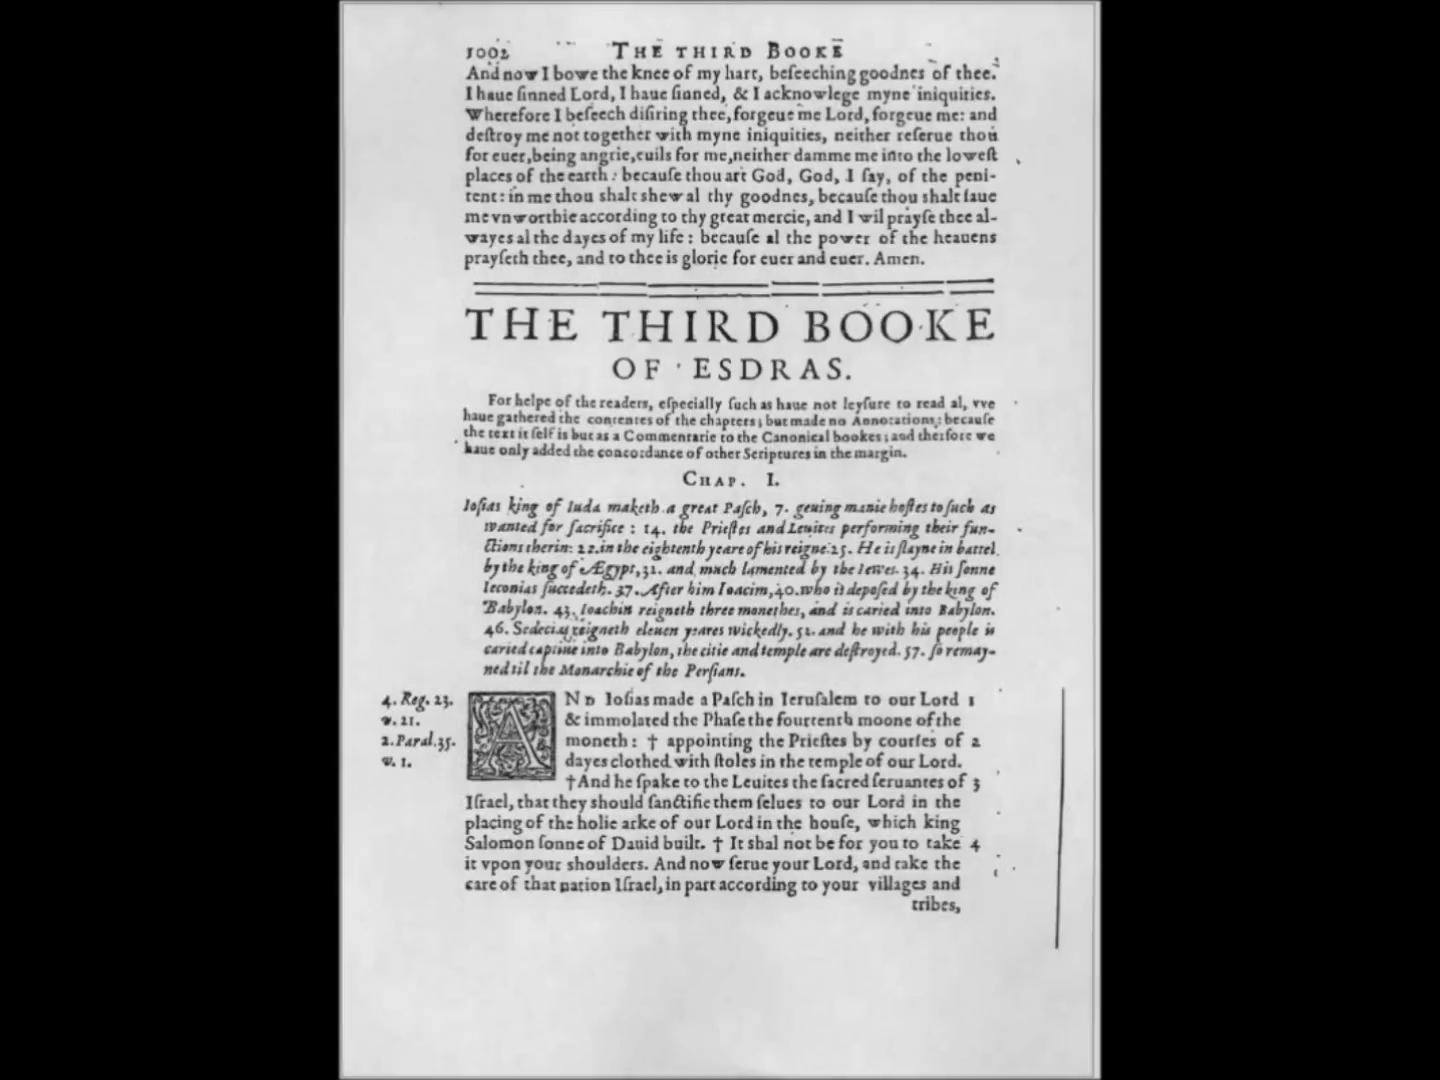 1002 THE THIRD BOOKE
And now I bowe the knee of my hart, beſeeching goodnes of thee.
I haue ſinned Lord, I haue ſinned, & I acknowlege myne iniquities.
Wherefore I beſeech diſiring thee, forgeue me Lord, forgeue me: and
deſtroy me not together with myne iniquities, neither reſerue thou
for euer, being angrie, euils for me, neither damme me into the loweſt
places of the earth: becauſe thou art God, God, I ſay, of the peni-
tent: in me thou shalt shew al thy goodnes, becauſe thou shalt ſaue
me vnworthie according to thy great mercie, and I wil prayſe thee al-
wayes al the dayes of my life: becauſe al the power of the heauens
prayſeth thee, and to thee is glorie for euer and euer. Amen.
THE THIRD BOOKE
OF ESDRAS.
For helpe of the readers, eſpecially ſuch as haue not leyſure to read al, vve
haue gathered the contentes of the chapters; but made no Annotations: becauſe
the text it ſelf is but as a Commentarie to the Canonical bookes; and therfore we
haue only added the concordance of other Scriptures in the margin.
CHAP. I.
Ioſias king of Iuda maketh a great Paſch, 7. geuing manie hoſtes to ſuch as
wanted for ſacrifice: 14. the Prieſtes and Leuites performing their fun-
ctions therin: 22. in the eightenth yeare of his reigne. 25. He is ſlayne in battel
by the king of Ægypt, 31. and much lamented by the Iewes. 34. His ſonne
Ieconias ſuccedeth. 37. After him Ioacim, 40. who is depoſed by the king of
Babylon. 43. Ioachin reigneth three monethes, and is caried into Babylon.
46. Sedecias reigneth eleuen yeares wickedly. 52. and he with his people is
caried captiue into Babylon, the citie and temple are deſtroyed. 57. ſo remay-
ned til the Monarchie of the Perſians.
4. Reg. 23.
v. 21.
2. Paral. 35.
v. 1.
AND Ioſias made a Paſch in Ieruſalem to our Lord 1
& immolated the Phaſe the fourtenth moone of the
moneth: † appointing the Prieſtes by courſes of 2
dayes clothed with ſtoles in the temple of our Lord.
† And he ſpake to the Leuites the ſacred ſeruantes of 3
Iſrael, that they should ſanctifie them ſelues to our Lord in the
placing of the holie arke of our Lord in the houſe, which king
Salomon ſonne of Dauid built. † It shal not be for you to take 4
it vpon your shoulders. And now ſerue your Lord, and take the
care of that nation Iſrael, in part according to your villages and
tribes,